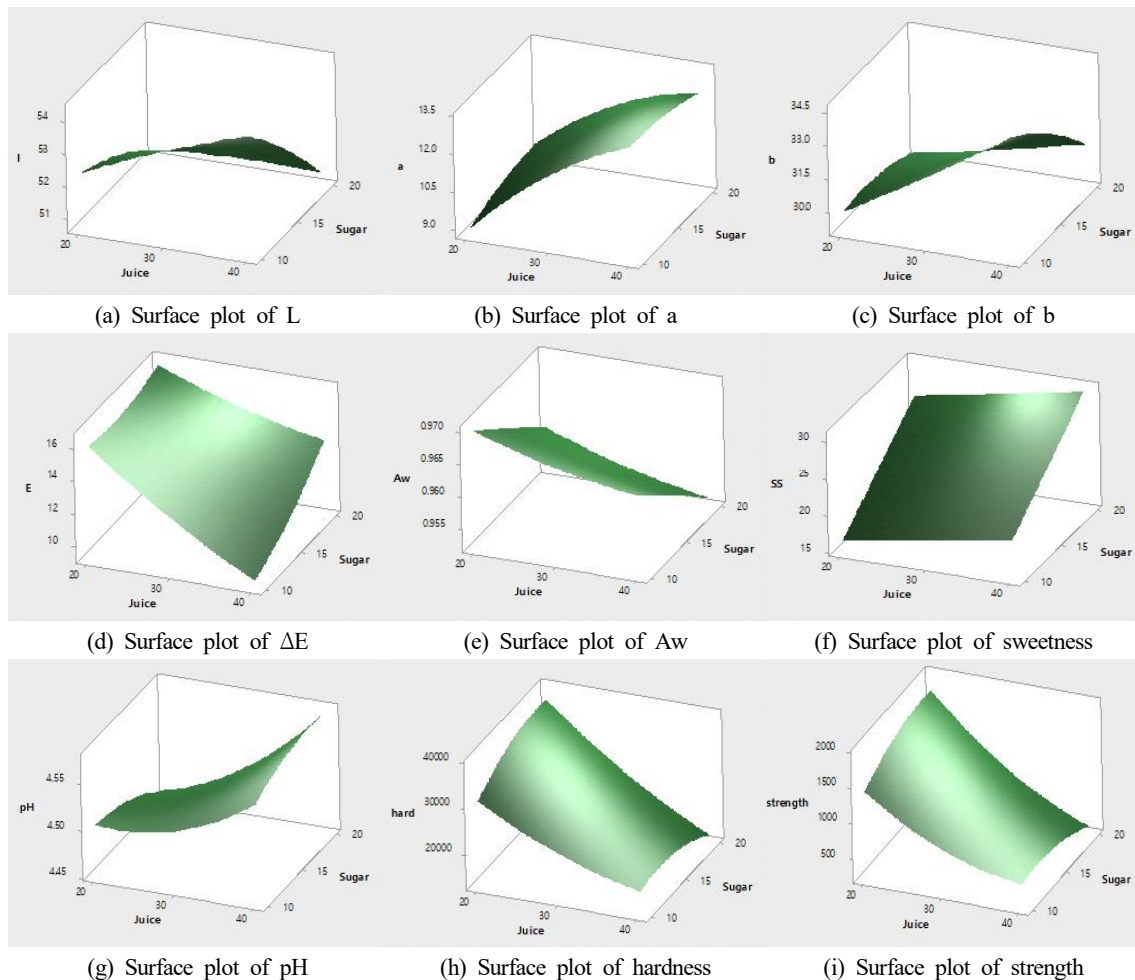 54
53
l
52
51
20
30
Juice
40
10
15
Sugar
20
(a) Surface plot of L
13.5
12.0
a
10.5
9.0
20
30
Juice
40
10
15
Sugar
20
(b) Surface plot of a
34.5
33.0
b
31.5
30.0
20
30
Juice
40
10
15
Sugar
20
(c) Surface plot of b
16
14
E
12
10
20
30
Juice
40
10
15
Sugar
20
(d) Surface plot of ΔE
0.970
0.965
Aw
0.960
0.955
20
30
Juice
40
10
15
Sugar
20
(e) Surface plot of Aw
30
25
SS
20
15
20
30
Juice
40
10
15
Sugar
20
(f) Surface plot of sweetness
4.55
pH
4.50
4.45
20
30
Juice
40
10
15
Sugar
20
(g) Surface plot of pH
40000
hard
30000
20000
20
30
Juice
40
10
15
Sugar
20
(h) Surface plot of hardness
2000
1500
strength
1000
500
20
30
Juice
40
10
15
Sugar
20
(i) Surface plot of strength